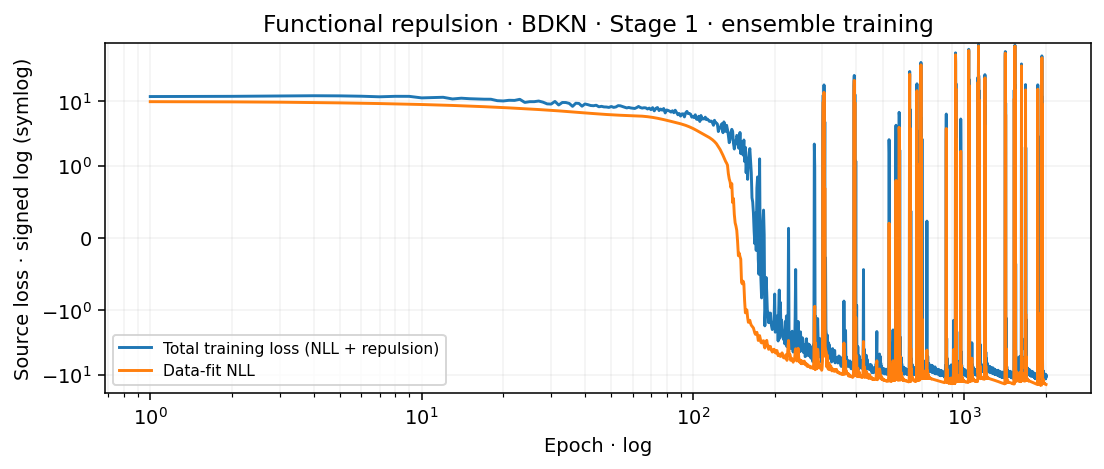 Functional repulsion · BDKN · Stage 1 · ensemble training
Source loss · signed log (symlog)
10¹
10⁰
0
−10⁰
−10¹
Total training loss (NLL + repulsion)
Data-fit NLL
10⁰ 10¹ 10² 10³
Epoch · log